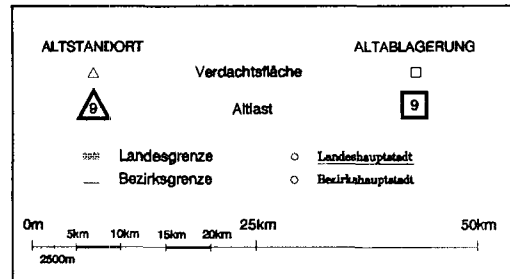 ALTSTANDORT ALTABLAGERUNG
Verdachtsfläche
9 Altlast 9
Landesgrenze Landeshauptstadt
Bezirksgrenze Bezirkshauptstadt
0m 5km 10km 15km 20km 25km 50km
2500m